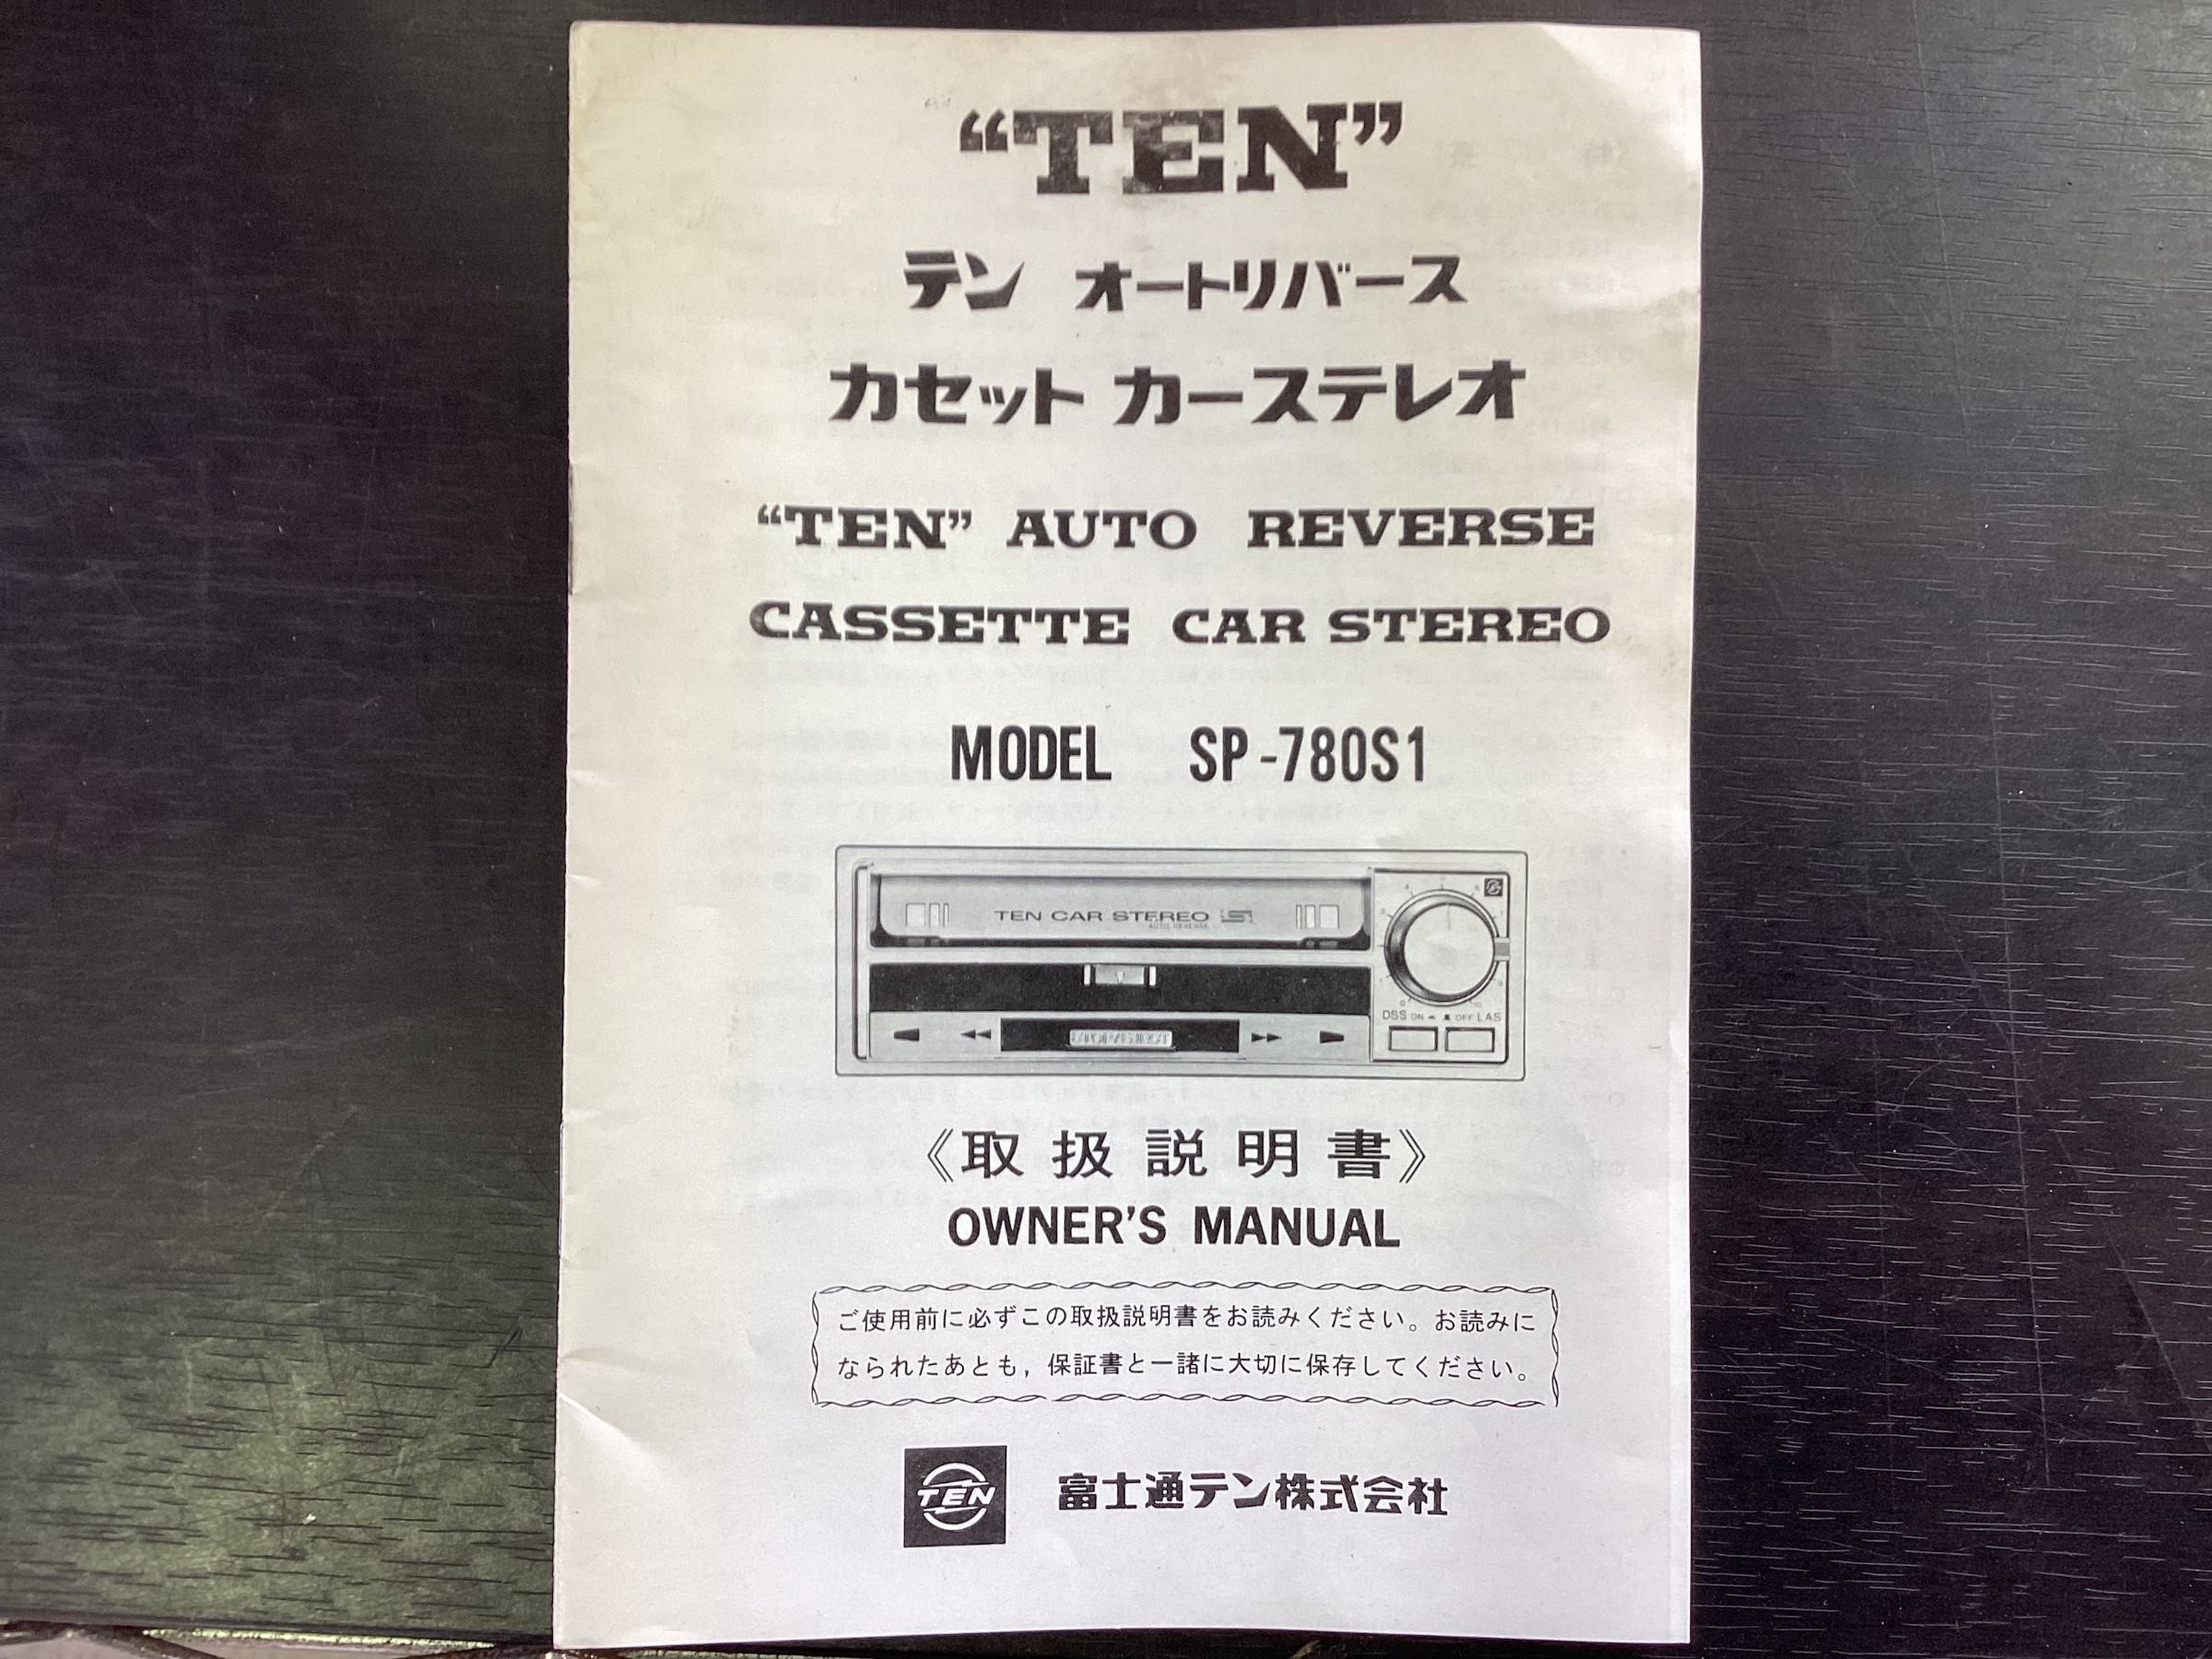 “TEN”
テン オートリバース
カセット カーステレオ
“TEN” AUTO REVERSE
CASSETTE CAR STEREO
MODEL SP-780S1
TEN CAR STEREO
AUTO REVERSE
DSS ON OFF LAS
《取扱説明書》
OWNER'S MANUAL
ご使用前に必ずこの取扱説明書をお読みください。お読みに
なられたあとも,保証書と一諸に大切に保存してください。
TEN
富士通テン株式会社